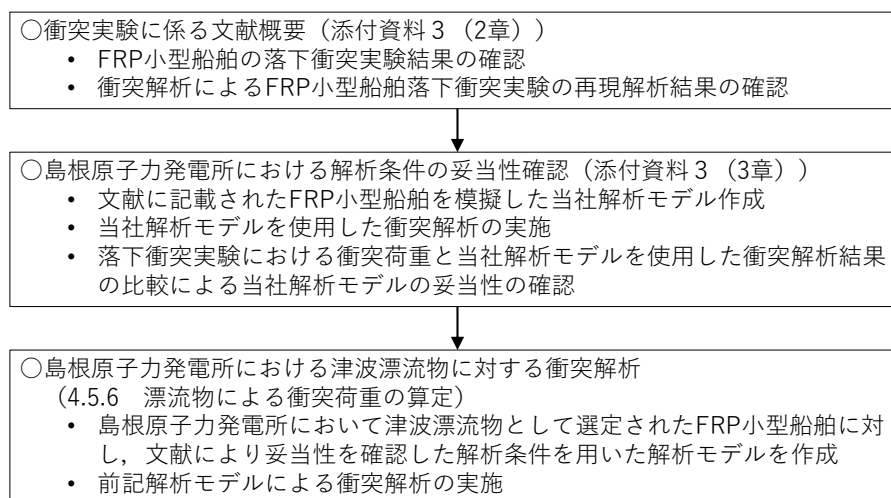 ○衝突実験に係る文献概要（添付資料３（2章））
• FRP小型船舶の落下衝突実験結果の確認
• 衝突解析によるFRP小型船舶落下衝突実験の再現解析結果の確認
○島根原子力発電所における解析条件の妥当性確認（添付資料３（3章））
• 文献に記載されたFRP小型船舶を模擬した当社解析モデル作成
• 当社解析モデルを使用した衝突解析の実施
• 落下衝突実験における衝突荷重と当社解析モデルを使用した衝突解析結果
の比較による当社解析モデルの妥当性の確認
○島根原子力発電所における津波漂流物に対する衝突解析
（4.5.6　漂流物による衝突荷重の算定）
• 島根原子力発電所において津波漂流物として選定されたFRP小型船舶に対
し，文献により妥当性を確認した解析条件を用いた解析モデルを作成
• 前記解析モデルによる衝突解析の実施